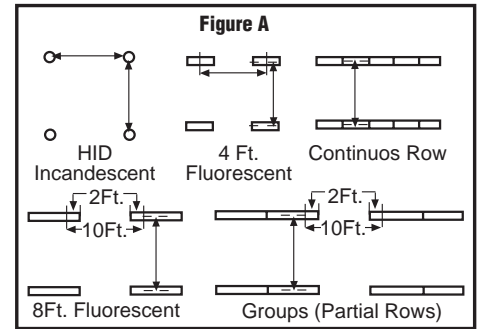 Figure A
HID
Incandescent
4 Ft.
Fluorescent
Continuos Row
2Ft.
10Ft.
8Ft. Fluorescent
2Ft.
10Ft.
Groups (Partial Rows)